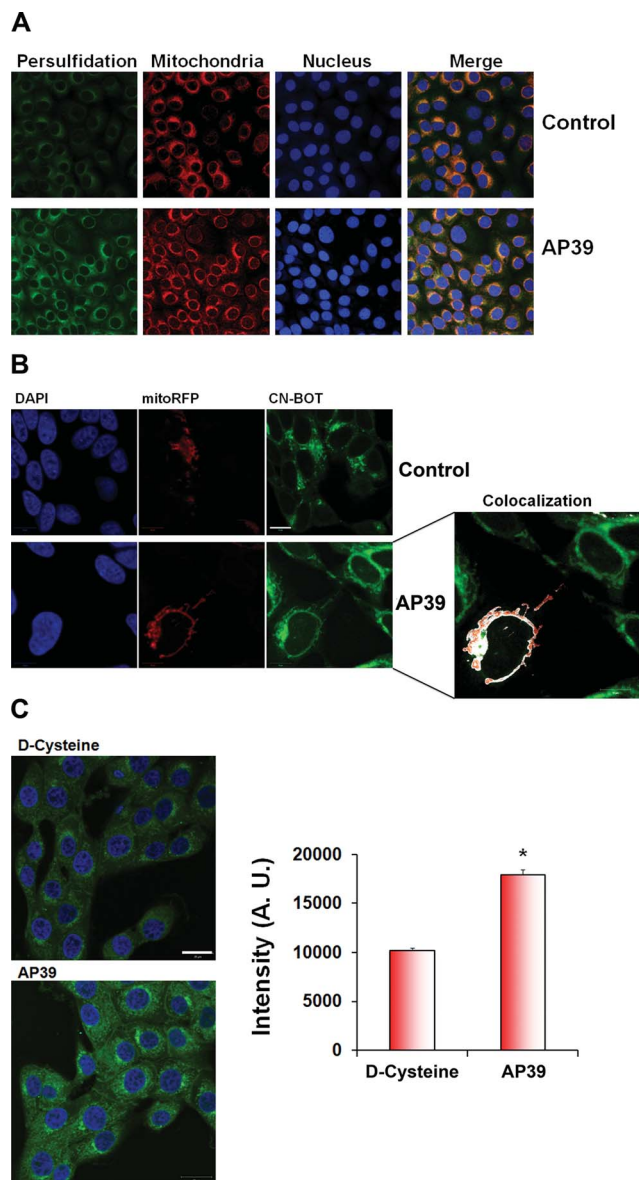 A
Persulfidation Mitochondria Nucleus Merge
Control
AP39
B
DAPI mitoRFP CN-BOT
Control
Colocalization
AP39
C
D-Cysteine
AP39
Intensity (A. U.)
20000
15000
10000
5000
0
*
D-Cysteine AP39